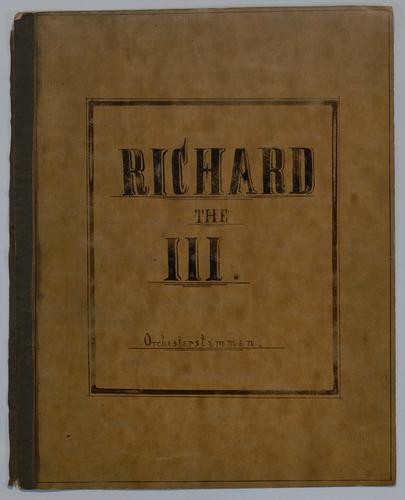 RICHARD
THE
III.
Orchesterstimmen.